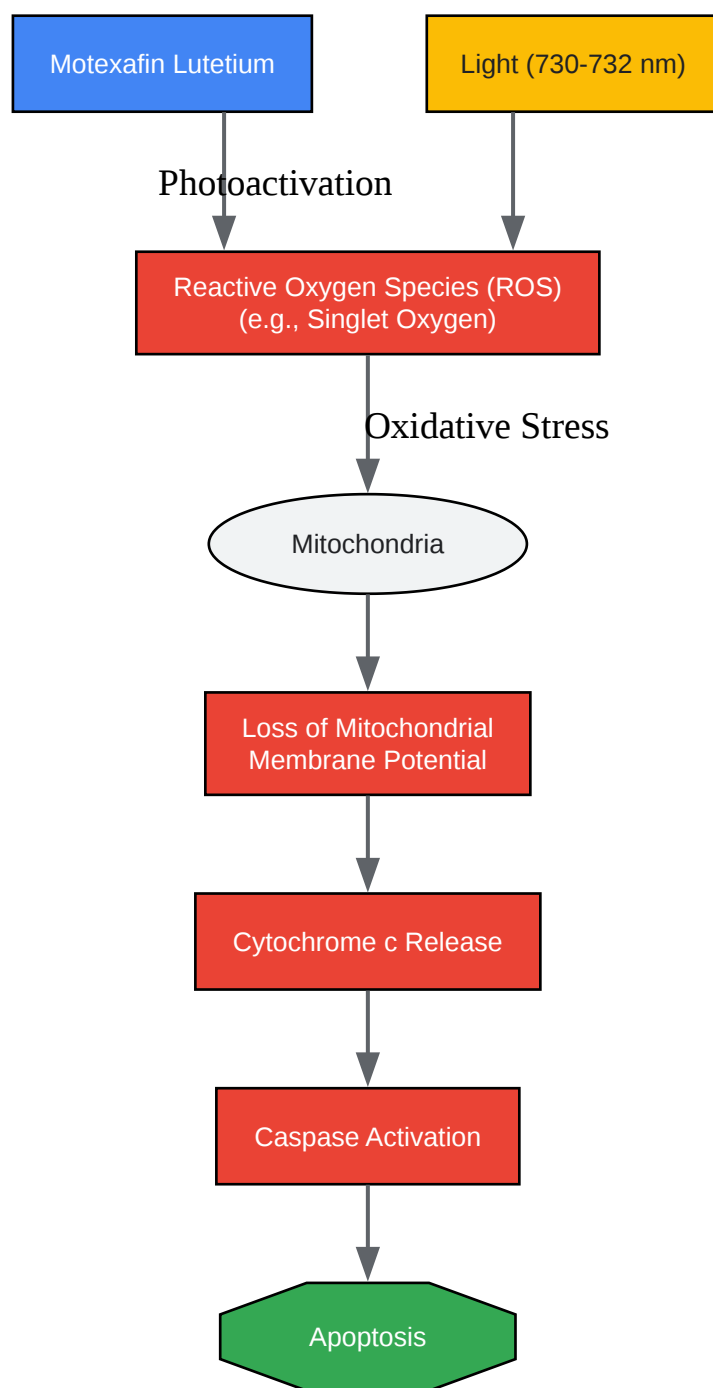 Motexafin Lutetium
Light (730-732 nm)
Photoactivation
Reactive Oxygen Species (ROS)
(e.g., Singlet Oxygen)
Oxidative Stress
Mitochondria
Loss of Mitochondrial
Membrane Potential
Cytochrome c Release
Caspase Activation
Apoptosis